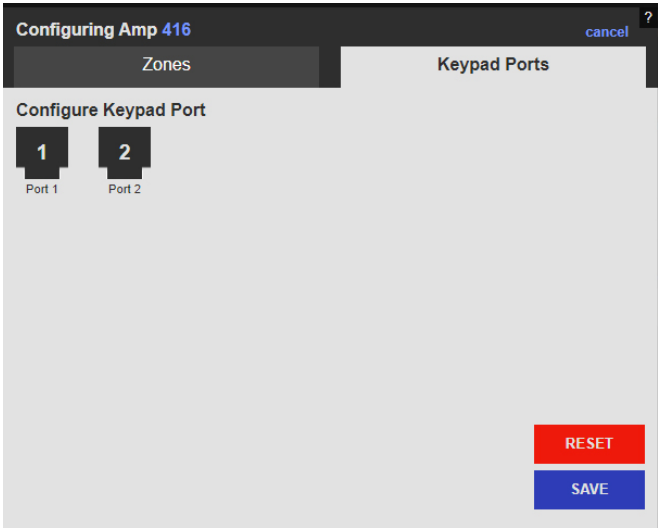 ?
Configuring Amp 416
cancel
Zones
Keypad Ports
Configure Keypad Port
1
2
Port 1
Port 2
RESET
SAVE